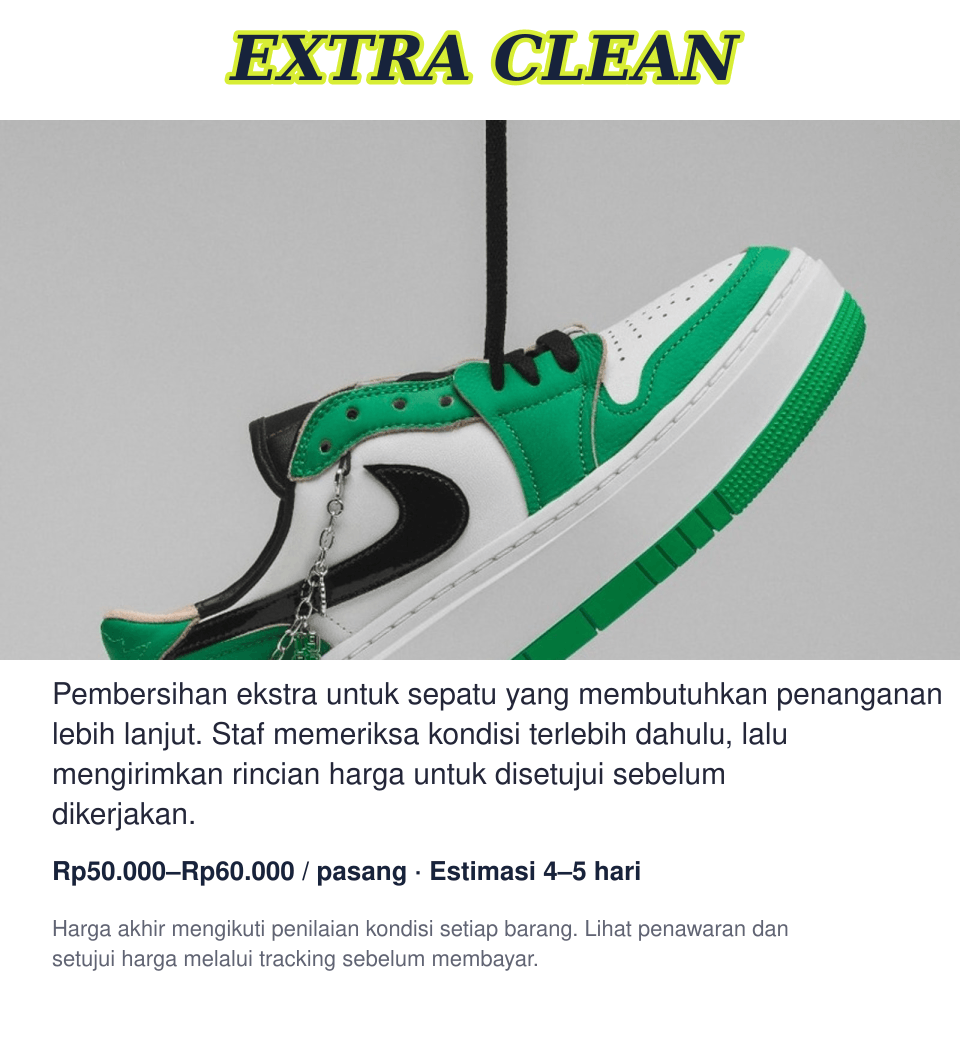 EXTRA CLEAN
Pembersihan ekstra untuk sepatu yang membutuhkan penanganan
lebih lanjut. Staf memeriksa kondisi terlebih dahulu, lalu
mengirimkan rincian harga untuk disetujui sebelum
dikerjakan.
Rp50.000–Rp60.000 / pasang · Estimasi 4–5 hari
Harga akhir mengikuti penilaian kondisi setiap barang. Lihat penawaran dan
setujui harga melalui tracking sebelum membayar.